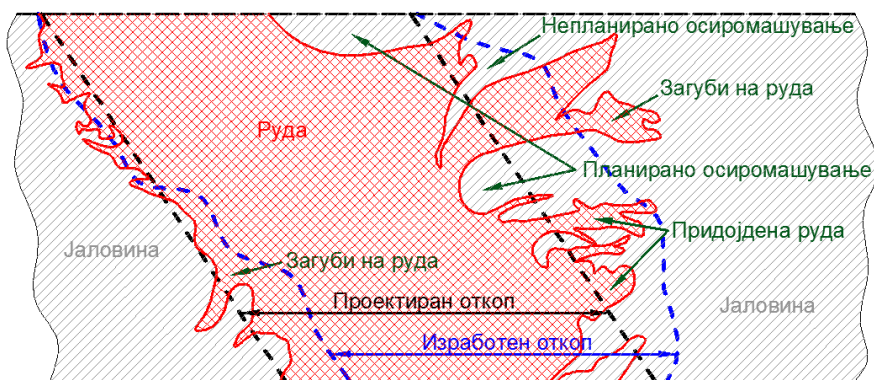 Непланирано осиромашување
Загуби на руда
Руда
Планирано осиромашување
Придојдена руда
Јаловина
Загуби на руда
Проектиран откоп
Јаловина
Изработен откоп